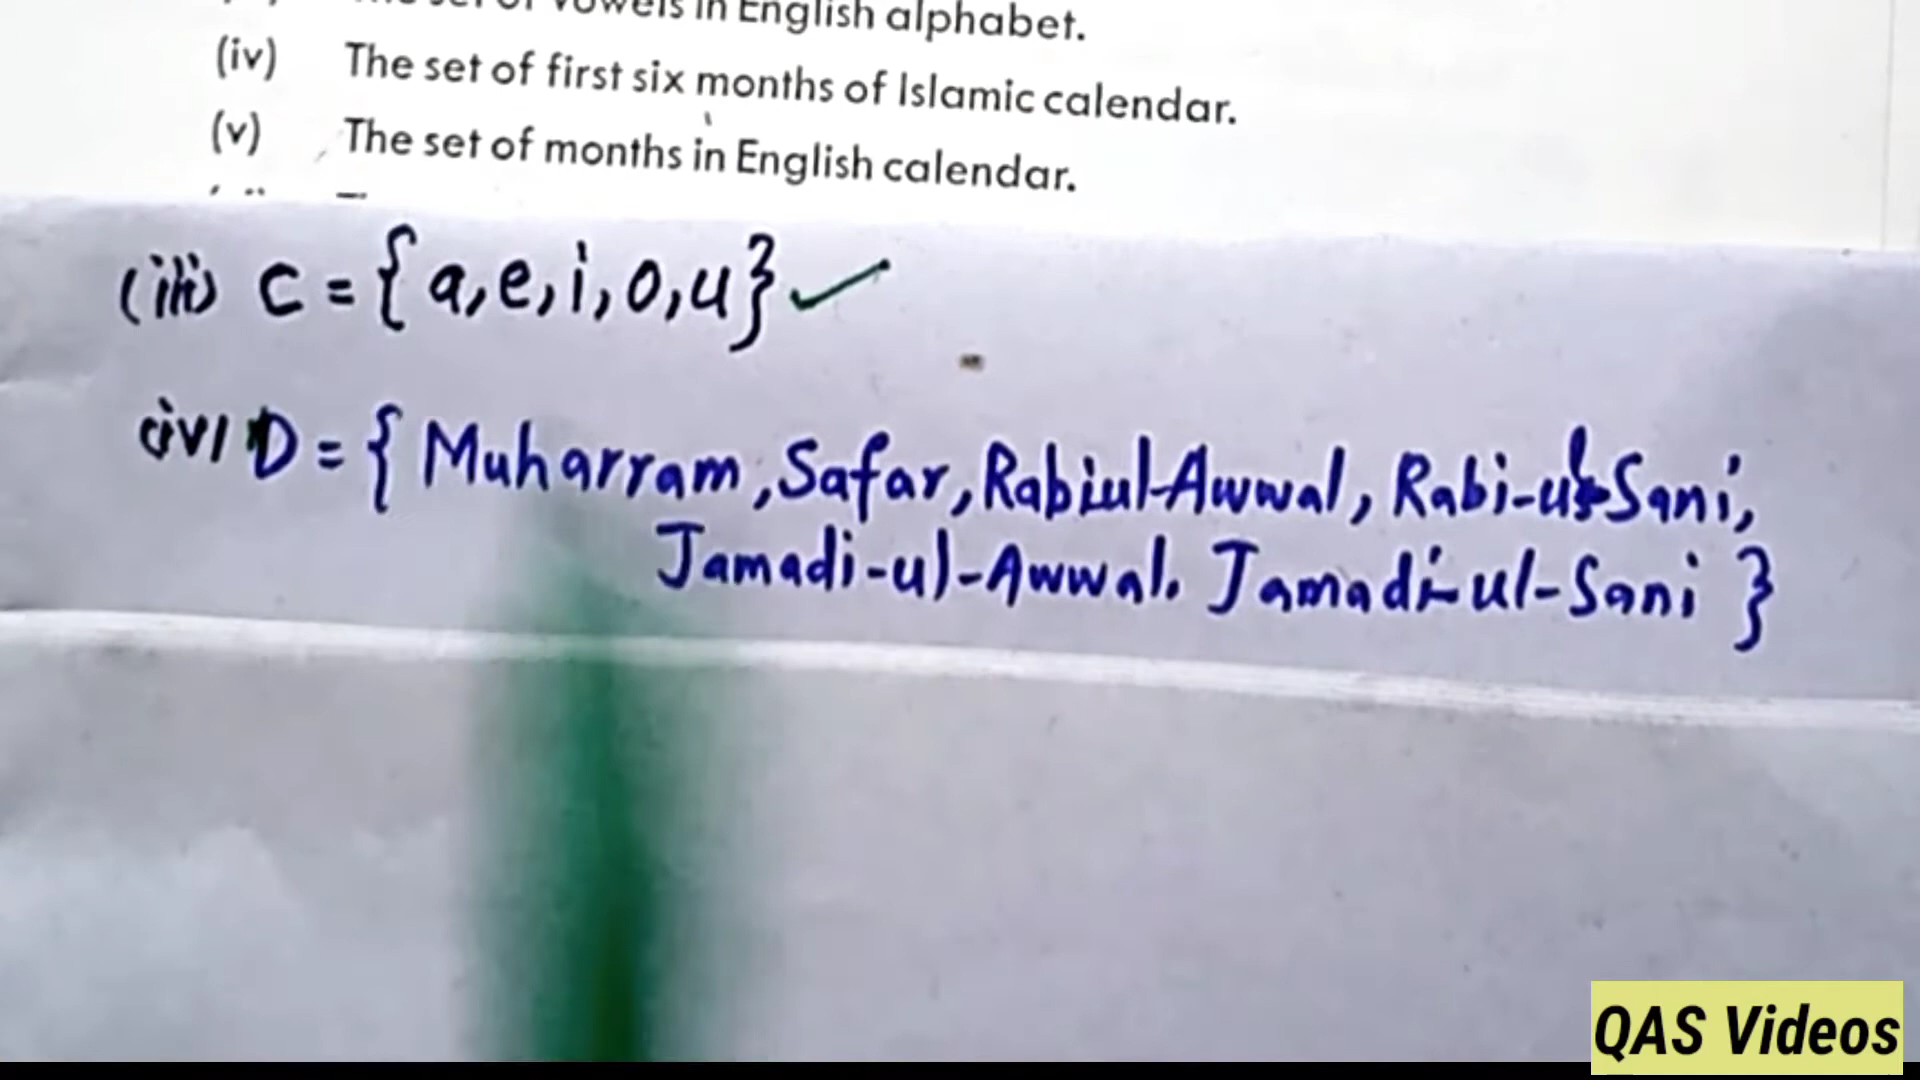 The set of vowels in English alphabet.
(iv) The set of first six months of Islamic calendar.
(v) The set of months in English calendar.
(iii) C = { a, e, i, o, u } ✓
(iv) D = { Muharram, Safar, Rabiul-Awwal, Rabi-ul-Sani,
Jamadi-ul-Awwal, Jamadi-ul-Sani }
QAS Videos